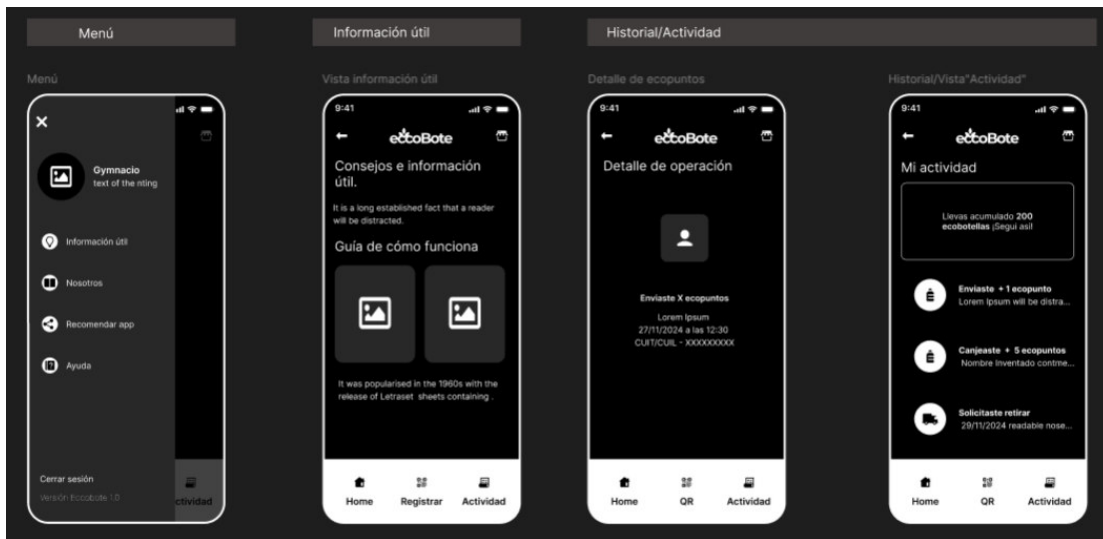 Menú
Información útil
Historial/Actividad
Menú
Vista información útil
Detalle de ecopuntos
Historial/Vista"Actividad"
Gymnacio
text of the nting
Información útil
Nosotros
Recomendar app
Ayuda
Cerrar sesión
Versión Eccobote 1.0
ctividad
9:41
eccoBote
Consejos e información
útil.
It is a long established fact that a reader
will be distracted.
Guía de cómo funciona
It was popularised in the 1960s with the
release of Letraset sheets containing .
Home
Registrar
Actividad
9:41
eccoBote
Detalle de operación
Enviaste X ecopuntos
Lorem Ipsum
27/11/2024 a las 12:30
CUIT/CUIL - XXXXXXXXX
Home
QR
Actividad
9:41
eccoBote
Mi actividad
Llevas acumulado 200
ecobotellas ¡Segui asi!
Enviaste + 1 ecopunto
Lorem Ipsum will be distra...
Canjeaste + 5 ecopuntos
Nombre Inventado contme...
Solicitaste retirar
29/11/2024 readable nose...
Home
QR
Actividad